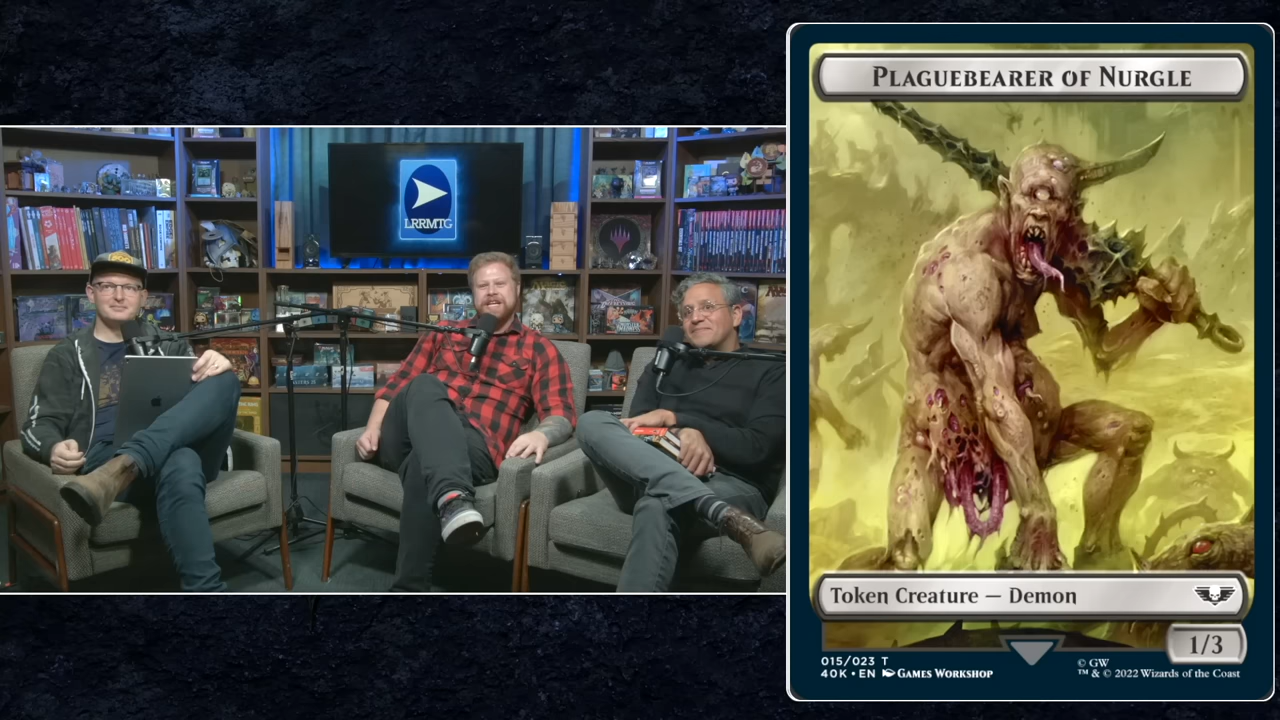 LRRMTG
PLAGUEBEARER OF NURGLE
Token Creature — Demon
1/3
015/023 T
40K • EN GAMES WORKSHOP
© GW
™ & © 2022 Wizards of the Coast